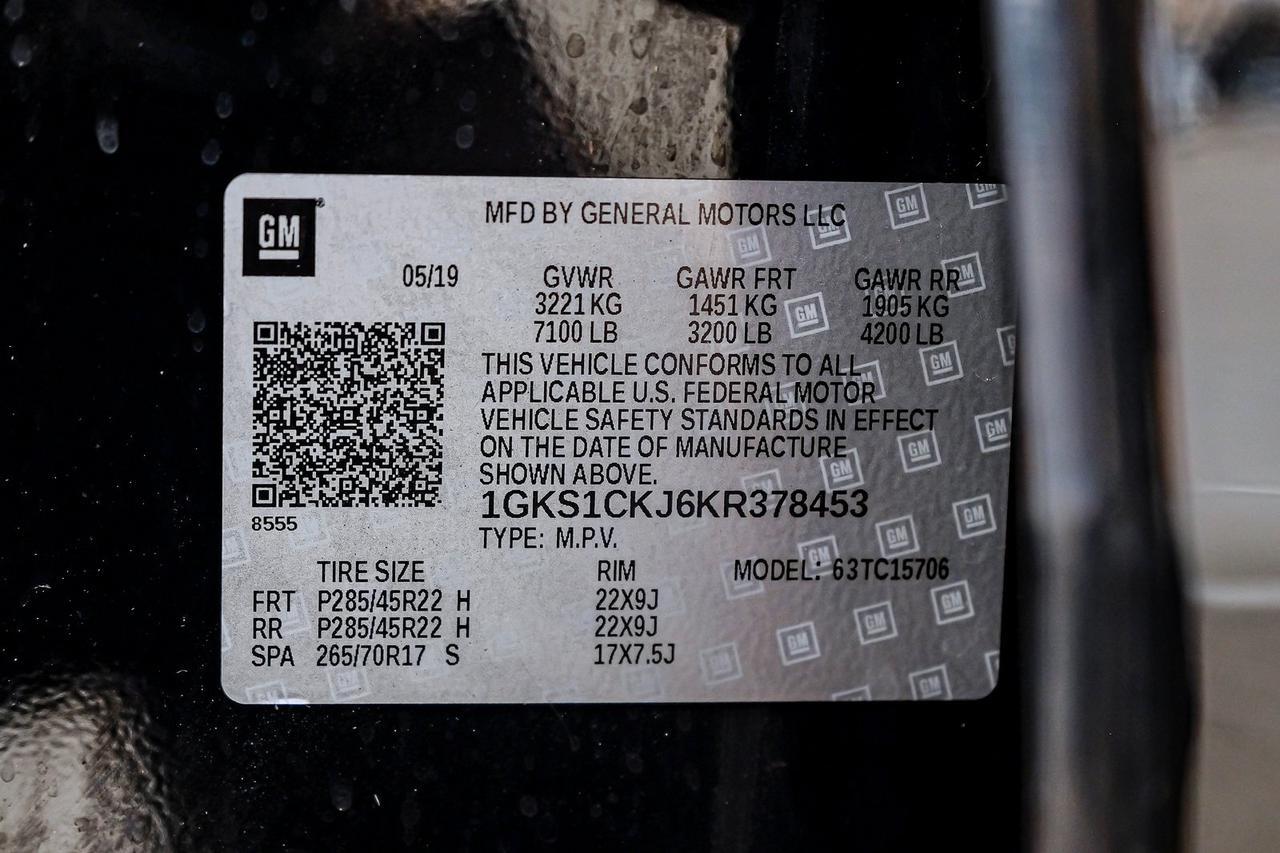 GM
MFD BY GENERAL MOTORS LLC
05/19 GVWR GAWR FRT GAWR RR
3221 KG 1451 KG 1905 KG
7100 LB 3200 LB 4200 LB
THIS VEHICLE CONFORMS TO ALL
APPLICABLE U.S. FEDERAL MOTOR
VEHICLE SAFETY STANDARDS IN EFFECT
ON THE DATE OF MANUFACTURE
SHOWN ABOVE.
1GKS1CKJ6KR378453
8555
TYPE: M.P.V.
TIRE SIZE RIM MODEL: 63TC15706
FRT P285/45R22 H 22X9J
RR P285/45R22 H 22X9J
SPA 265/70R17 S 17X7.5J